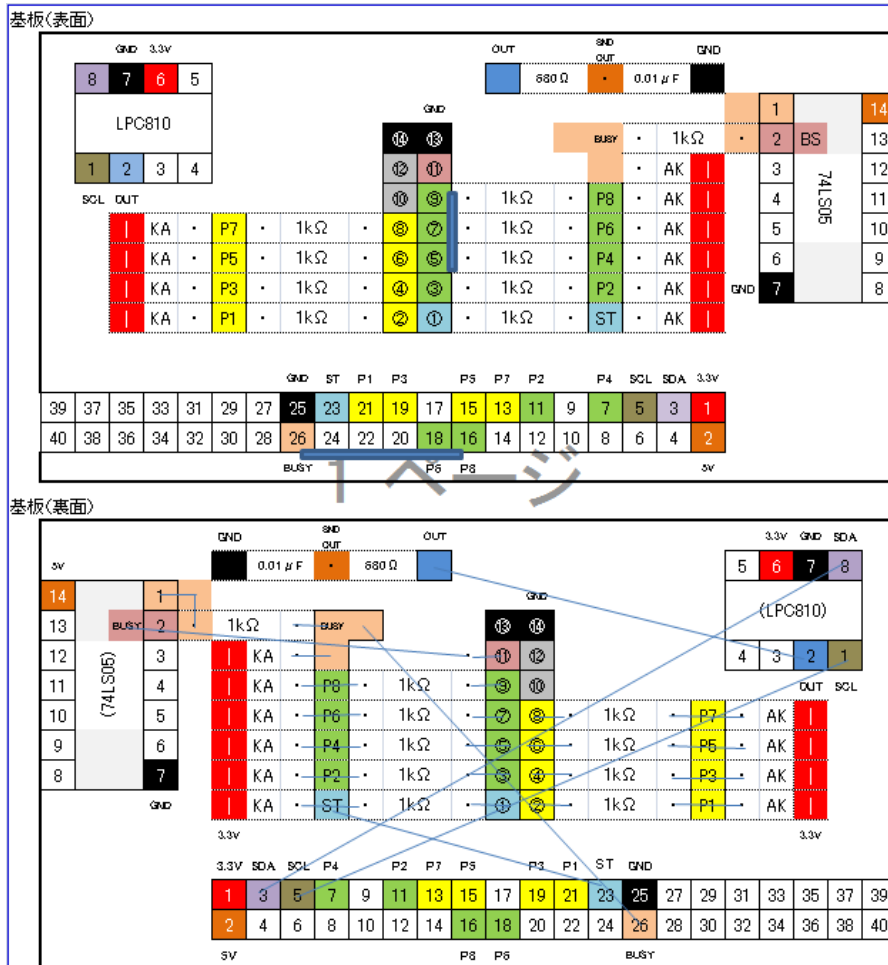 基板(表面)
GND 3.3V OUT SND OUT GND
8 7 6 5 680Ω ・ 0.01μF
LPC810 GND 1 14
⑭ ⑬ BUSY ・ 1kΩ ・ 2 BS 13
1 2 3 4 ⑫ ⑪ ・ AK | 3 12
SCL OUT ⑩ ⑨ ・ 1kΩ ・ P8 ・ AK | 4 74LS05 11
| KA ・ P7 ・ 1kΩ ・ ⑧ ⑦ ・ 1kΩ ・ P6 ・ AK | 5 10
| KA ・ P5 ・ 1kΩ ・ ⑥ ⑤ ・ 1kΩ ・ P4 ・ AK | 6 9
| KA ・ P3 ・ 1kΩ ・ ④ ③ ・ 1kΩ ・ P2 ・ AK | GND 7 8
| KA ・ P1 ・ 1kΩ ・ ② ① ・ 1kΩ ・ ST ・ AK |
GND ST P1 P3 P5 P7 P2 P4 SCL SDA 3.3V
39 37 35 33 31 29 27 25 23 21 19 17 15 13 11 9 7 5 3 1
40 38 36 34 32 30 28 26 24 22 20 18 16 14 12 10 8 6 4 2
BUSY P6 P8 5V
1 ページ
基板(裏面)
GND SND OUT OUT 3.3V GND SDA
5V 0.01μF ・ 680Ω 5 6 7 8
14 1 GND (LPC810)
13 BUSY 2 ・ 1kΩ ・ BUSY ⑬ ⑭
12 3 | KA ・ ・ ⑪ ⑫ 4 3 2 1
11 (74LS05) 4 | KA ・ P8 ・ 1kΩ ・ ⑨ ⑩ OUT SCL
10 5 | KA ・ P6 ・ 1kΩ ・ ⑦ ⑧ ・ 1kΩ ・ P7 ・ AK |
9 6 | KA ・ P4 ・ 1kΩ ・ ⑤ ⑥ ・ 1kΩ ・ P5 ・ AK |
8 7 | KA ・ P2 ・ 1kΩ ・ ③ ④ ・ 1kΩ ・ P3 ・ AK |
GND | KA ・ ST ・ 1kΩ ・ ① ② ・ 1kΩ ・ P1 ・ AK |
3.3V 3.3V
3.3V SDA SCL P4 P2 P7 P5 P3 P1 ST GND
1 3 5 7 9 11 13 15 17 19 21 23 25 27 29 31 33 35 37 39
2 4 6 8 10 12 14 16 18 20 22 24 26 28 30 32 34 36 38 40
5V P8 P6 BUSY